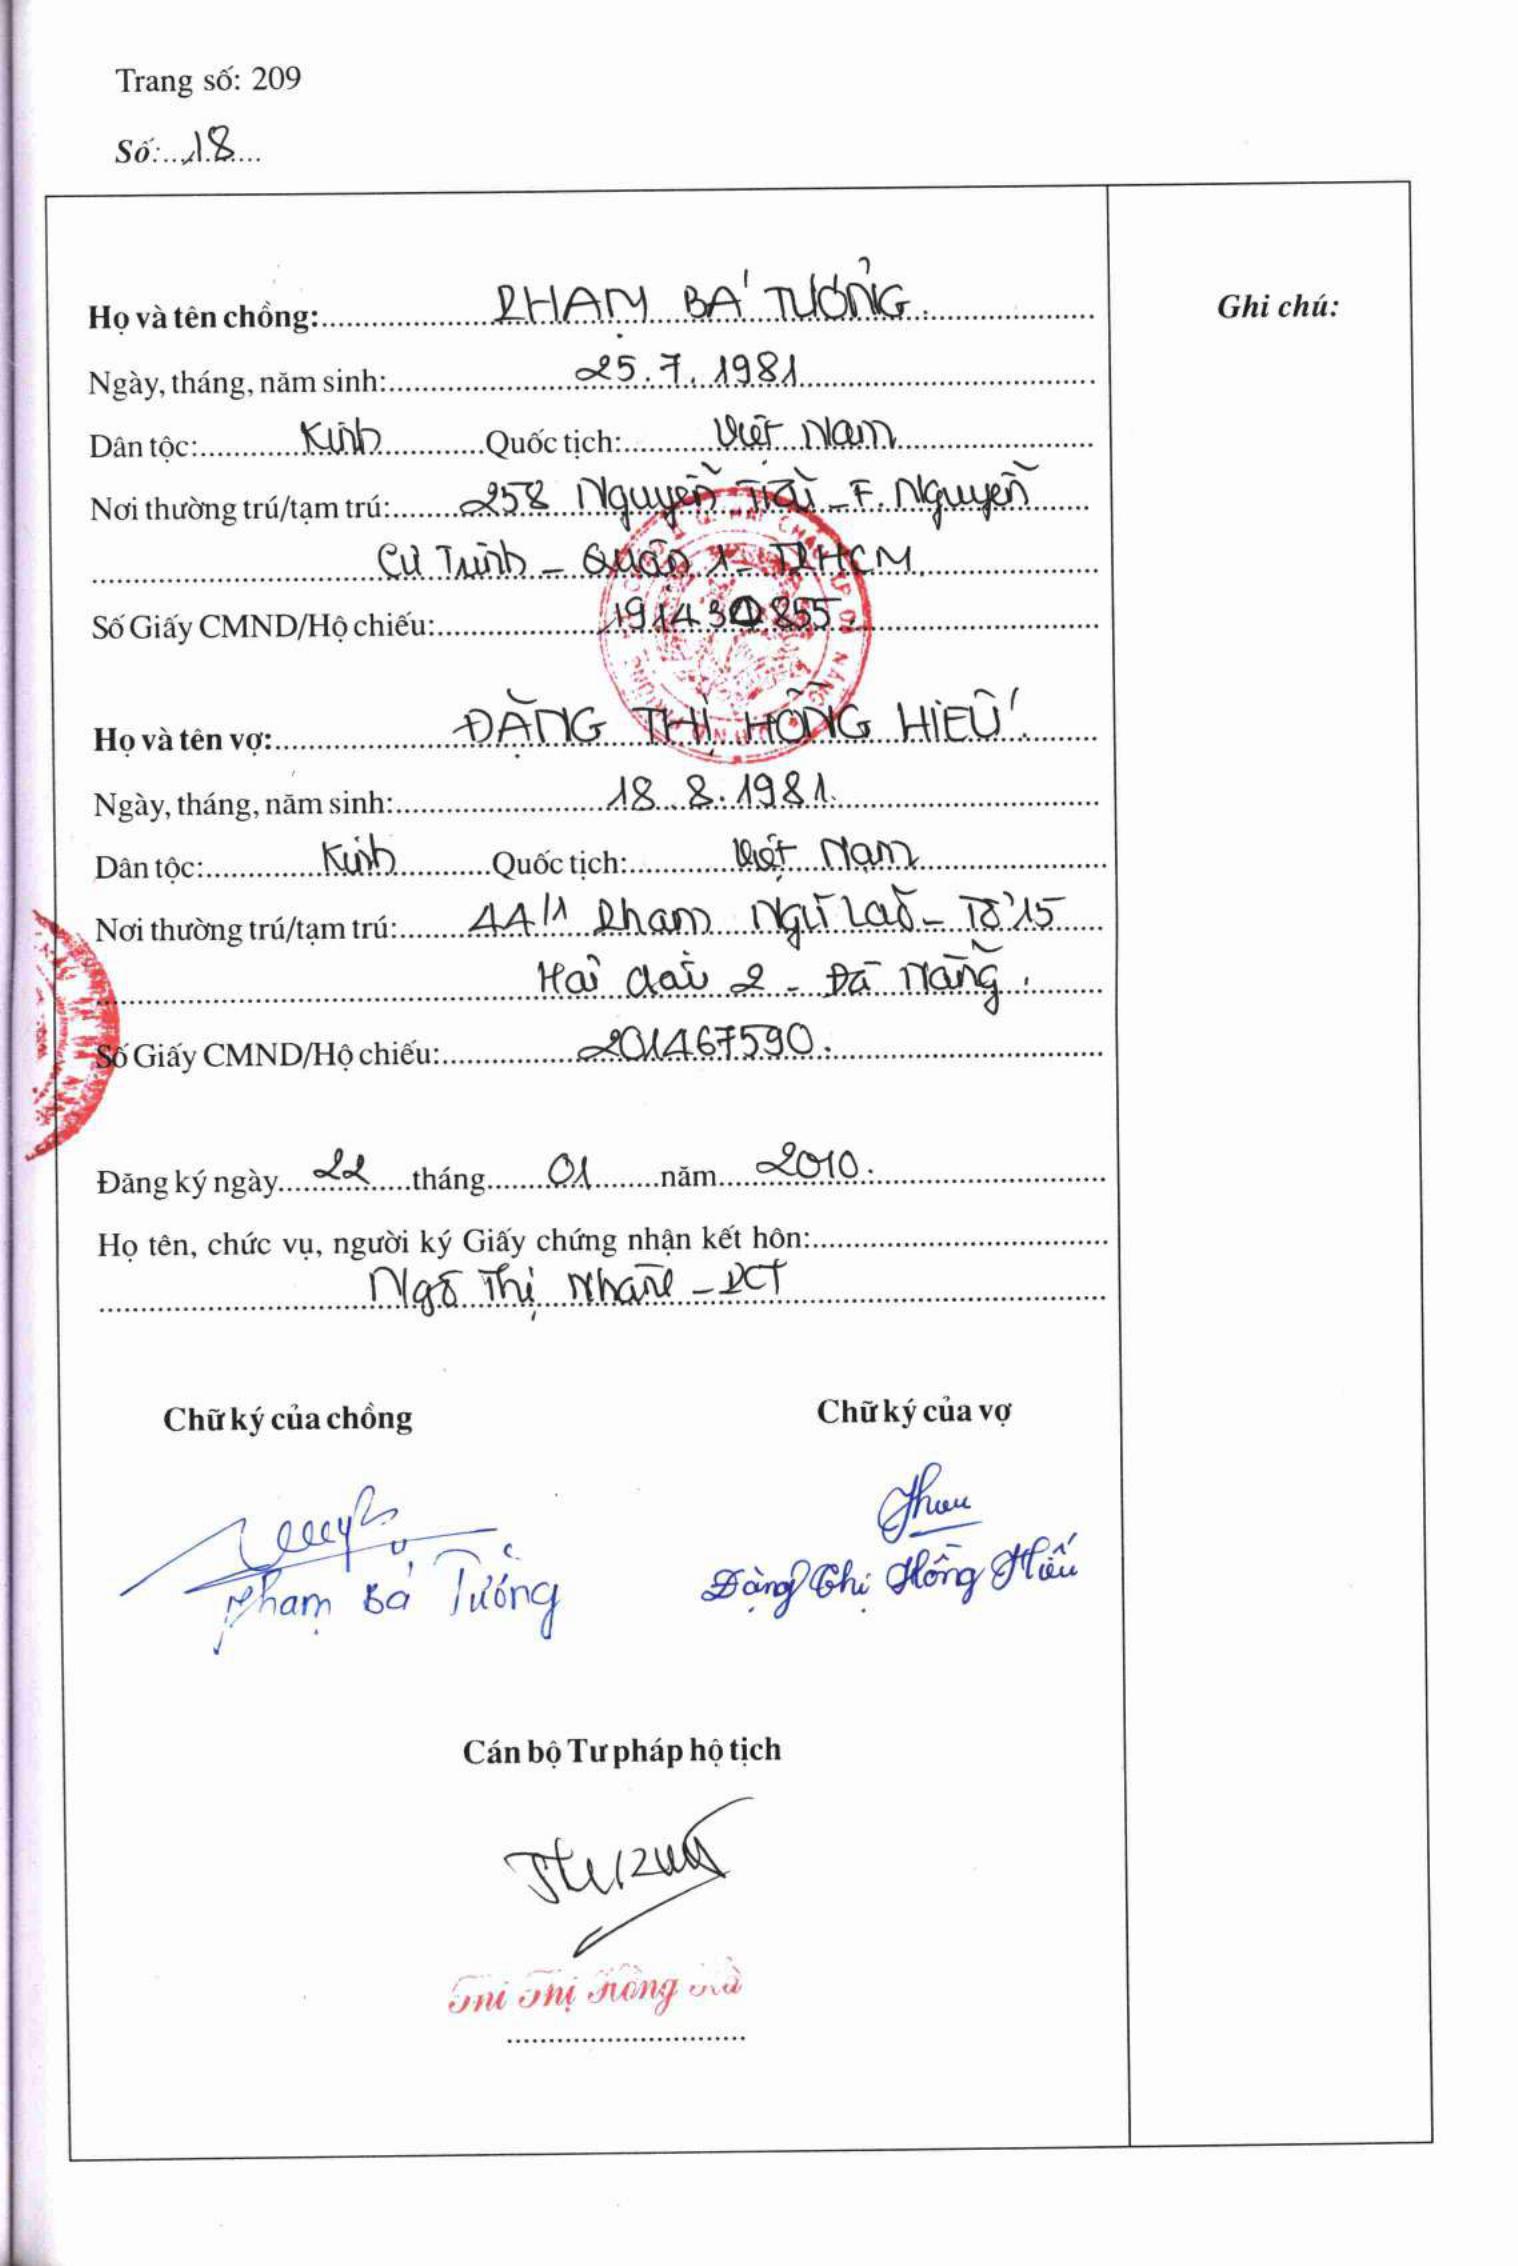 Trang số: 209
Số: 18
Họ và tên chồng: PHẠM BÁ TƯỞNG.
Ghi chú:
Ngày, tháng, năm sinh: 25.7.1981
Dân tộc: Kinh Quốc tịch: Việt Nam
Nơi thường trú/tạm trú: 258 Nguyễn Trãi - F. Nguyễn
Cư Trinh - Quận 1 - TPHCM.
Số Giấy CMND/Hộ chiếu:
Họ và tên vợ: ĐẶNG THỊ HỒNG HIẾU.
Ngày, tháng, năm sinh: 18.8.1981.
Dân tộc: Kinh Quốc tịch: Việt Nam
Nơi thường trú/tạm trú: 44/1 Phạm Ngũ Lão - Tổ 15
Hải châu 2 - Đà Nẵng.
Số Giấy CMND/Hộ chiếu: 201467590.
Đăng ký ngày 22 tháng 01 năm 2010.
Họ tên, chức vụ, người ký Giấy chứng nhận kết hôn:
Ngô Thị Nhane - PCT
Chữ ký của chồng Chữ ký của vợ
Phạm Bá Tưởng Đặng Thị Hồng Hiếu
Cán bộ Tư pháp hộ tịch
Thị Hồng Hà